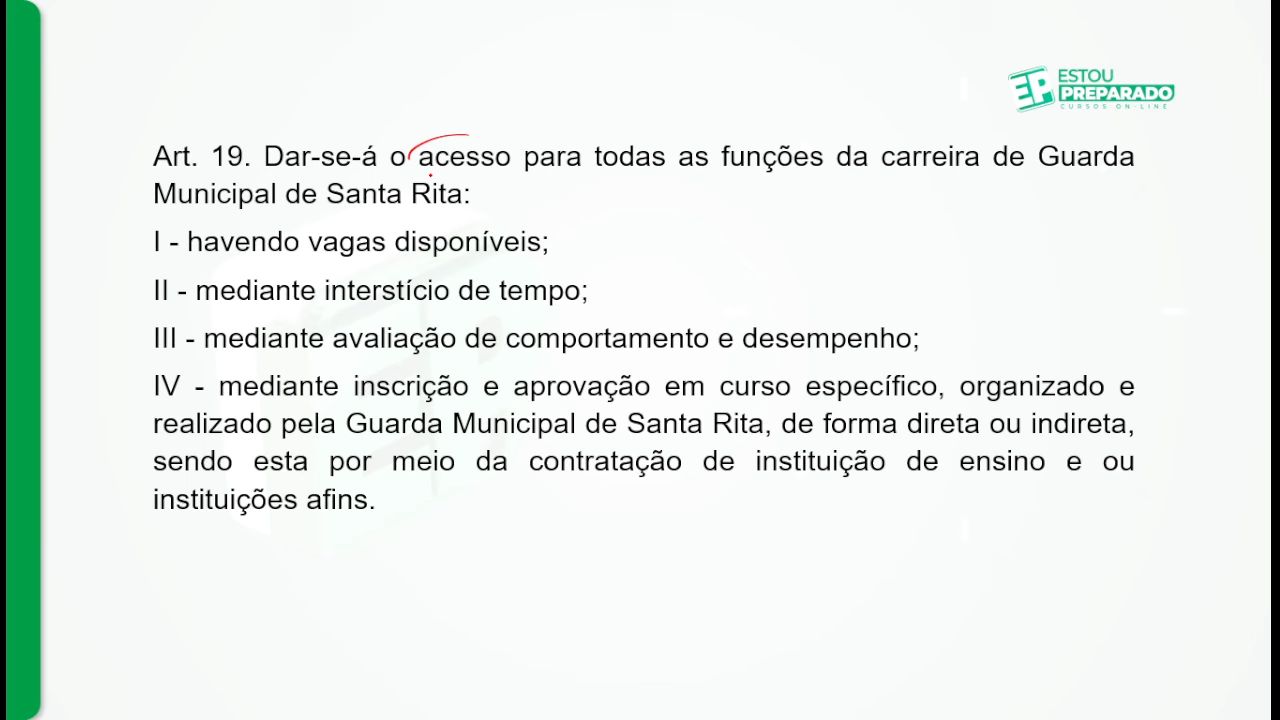 EP ESTOU
PREPARADO
CURSOS ON-LINE
Art. 19. Dar-se-á o acesso para todas as funções da carreira de Guarda
Municipal de Santa Rita:
I - havendo vagas disponíveis;
II - mediante interstício de tempo;
III - mediante avaliação de comportamento e desempenho;
IV - mediante inscrição e aprovação em curso específico, organizado e
realizado pela Guarda Municipal de Santa Rita, de forma direta ou indireta,
sendo esta por meio da contratação de instituição de ensino e ou
instituições afins.